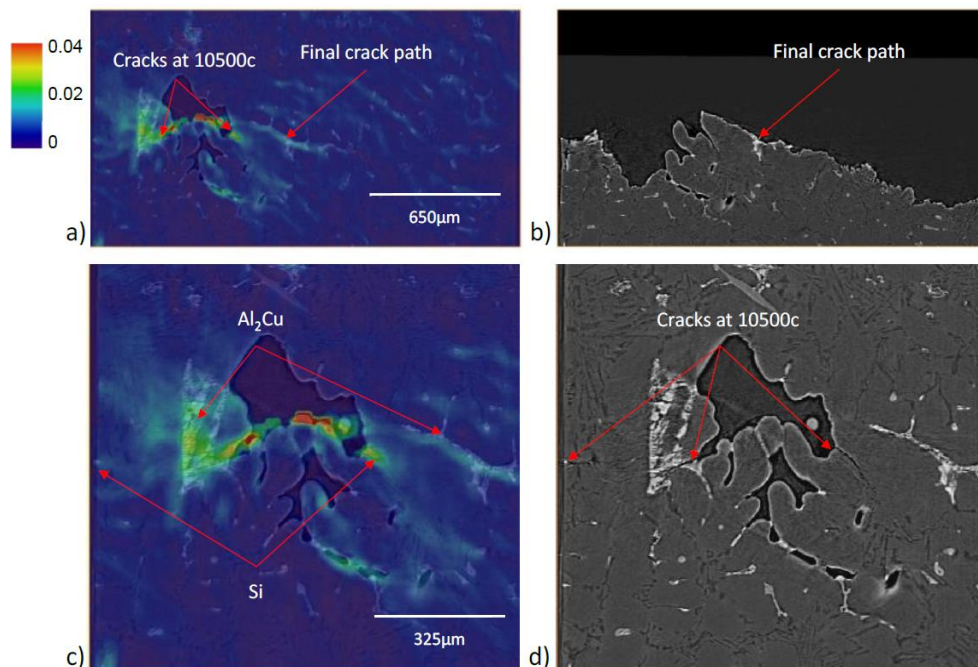 0.04
0.02
0
Cracks at 10500c
Final crack path
650µm
a)
Final crack path
b)
Al₂Cu
Si
325µm
c)
Cracks at 10500c
d)